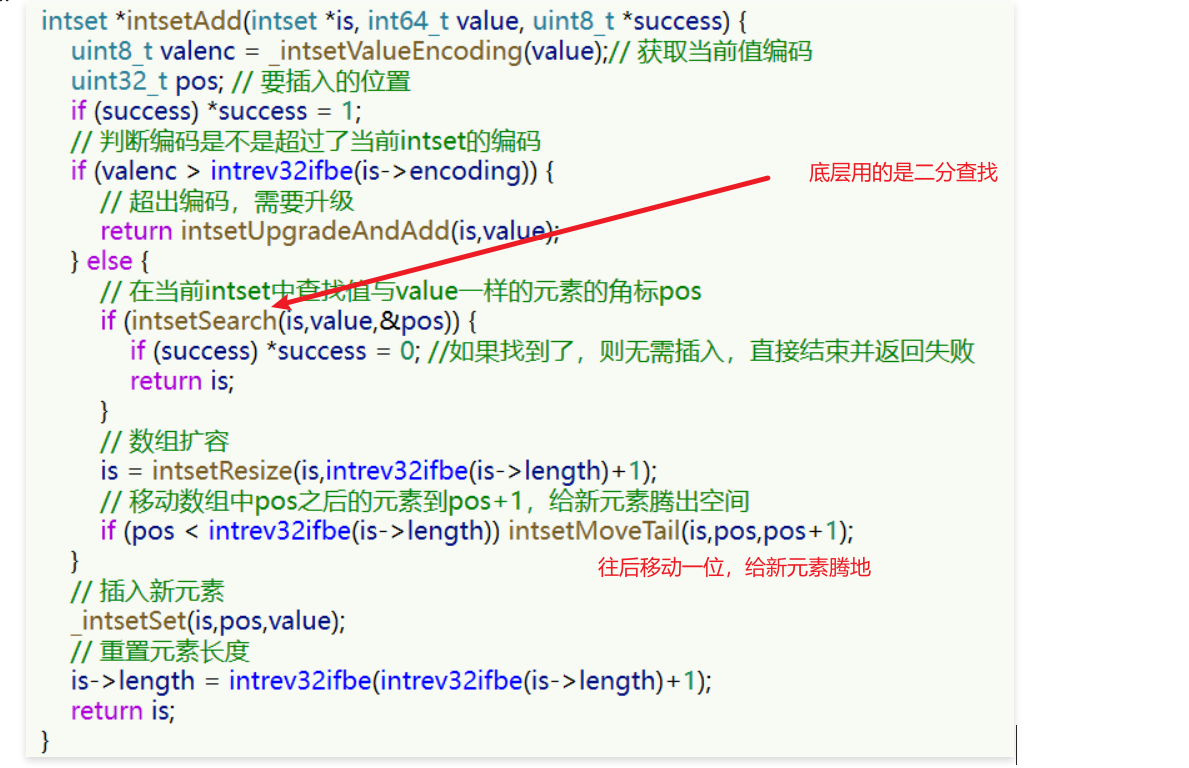 intset *intsetAdd(intset *is, int64_t value, uint8_t *success) {
uint8_t valenc = _intsetValueEncoding(value);// 获取当前值编码
uint32_t pos; // 要插入的位置
if (success) *success = 1;
// 判断编码是不是超过了当前intset的编码
if (valenc > intrev32ifbe(is->encoding)) {
底层用的是二分查找
// 超出编码，需要升级
return intsetUpgradeAndAdd(is,value);
} else {
// 在当前intset中查找值与value一样的元素的角标pos
if (intsetSearch(is,value,&pos)) {
if (success) *success = 0; //如果找到了，则无需插入，直接结束并返回失败
return is;
}
// 数组扩容
is = intsetResize(is,intrev32ifbe(is->length)+1);
// 移动数组中pos之后的元素到pos+1，给新元素腾出空间
if (pos < intrev32ifbe(is->length)) intsetMoveTail(is,pos,pos+1);
}
往后移动一位，给新元素腾地
// 插入新元素
_intsetSet(is,pos,value);
// 重置元素长度
is->length = intrev32ifbe(intrev32ifbe(is->length)+1);
return is;
}